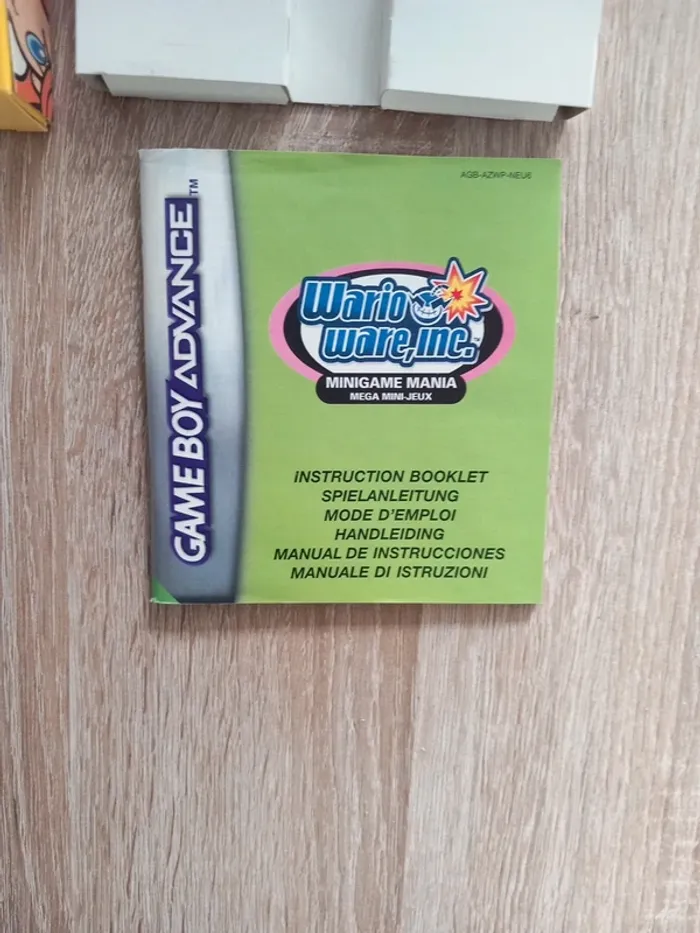 AGB-AZWP-NEU6
GAME BOY ADVANCE™
Wario
Ware, Inc.™
MINIGAME MANIA
MEGA MINI-JEUX
INSTRUCTION BOOKLET
SPIELANLEITUNG
MODE D'EMPLOI
HANDLEIDING
MANUAL DE INSTRUCCIONES
MANUALE DI ISTRUZIONI